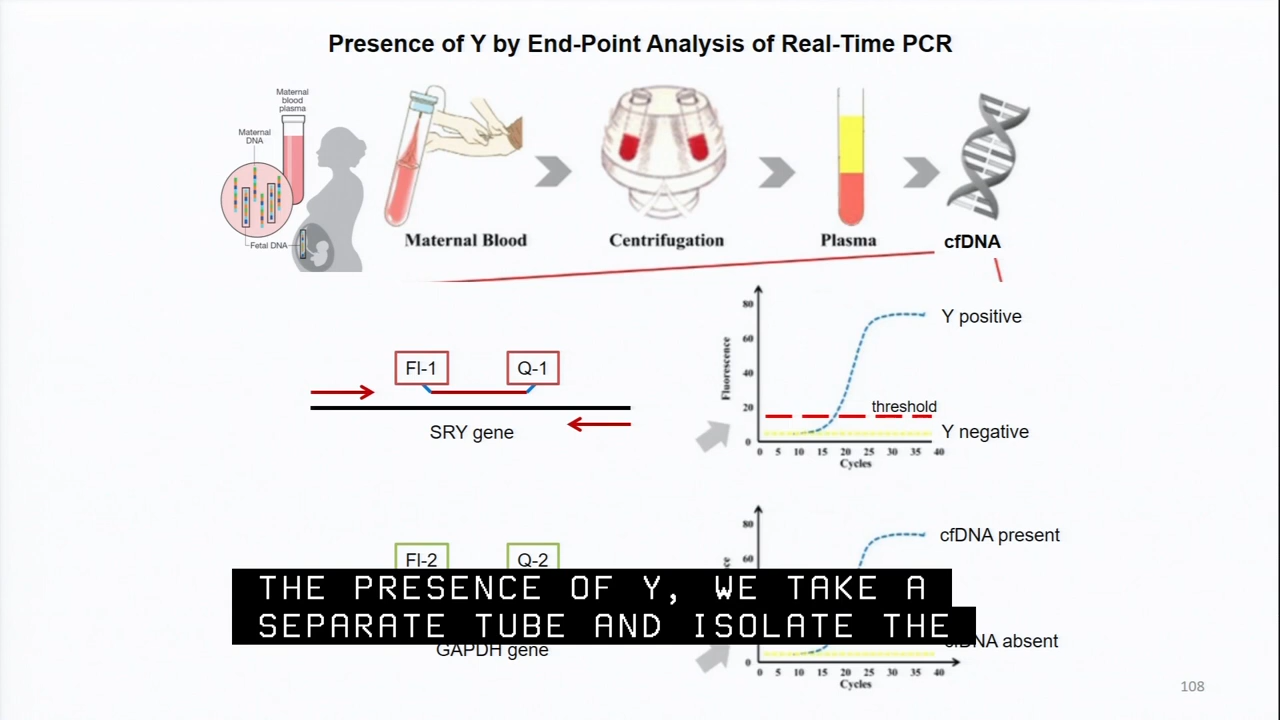 Presence of Y by End-Point Analysis of Real-Time PCR
Maternal
blood
plasma
Maternal
DNA
Fetal DNA
Maternal Blood
Centrifugation
Plasma
cfDNA
Fl-1
Q-1
SRY gene
Fluorescence
80
60
40
20
0
0 5 10 15 20 25 30 35 40
Cycles
threshold
Y positive
Y negative
Fl-2
Q-2
GAPDH gene
80
60
0
0 5 10 15 20 25 30 35 40
Cycles
cfDNA present
cfDNA absent
THE PRESENCE OF Y, WE TAKE A
SEPARATE TUBE AND ISOLATE THE
108